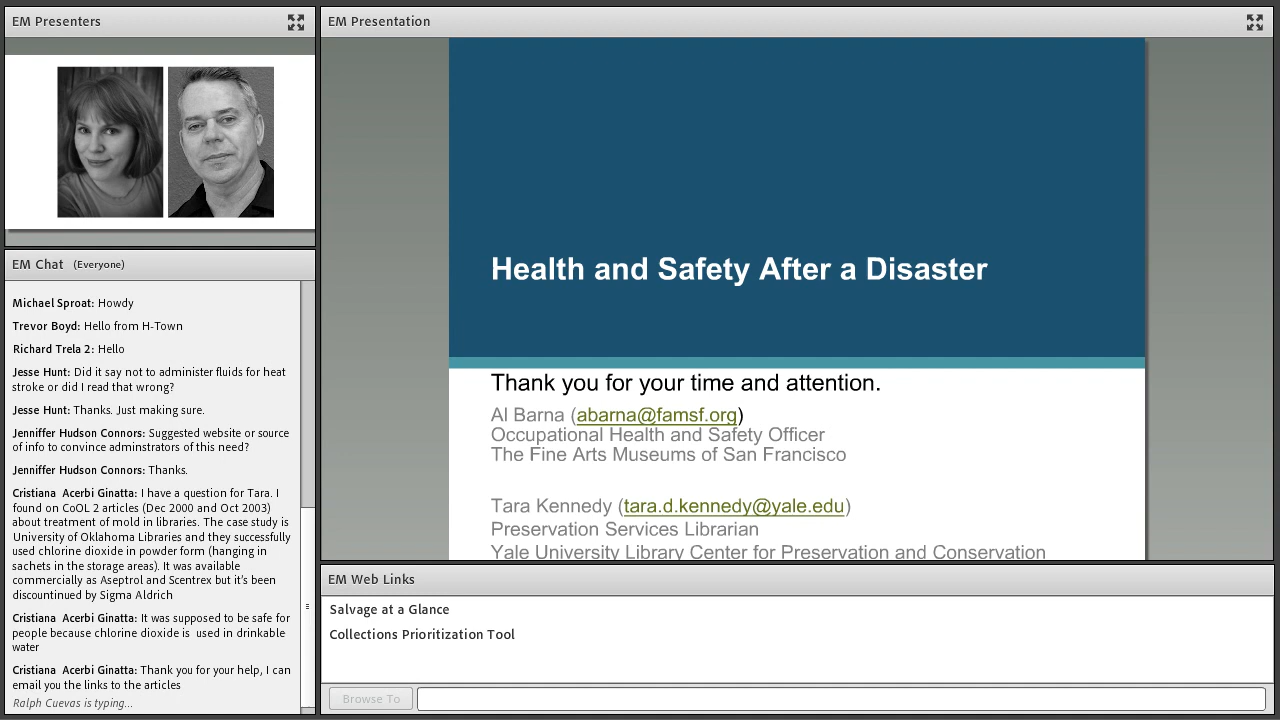 EM Presenters
EM Chat (Everyone)
Michael Sproat: Howdy
Trevor Boyd: Hello from H-Town
Richard Trela 2: Hello
Jesse Hunt: Did it say not to administer fluids for heat
stroke or did I read that wrong?
Jesse Hunt: Thanks. Just making sure.
Jenniffer Hudson Connors: Suggested website or source
of info to convince adminstrators of this need?
Jenniffer Hudson Connors: Thanks.
Cristiana Acerbi Ginatta: I have a question for Tara. I
found on CoOL 2 articles (Dec 2000 and Oct 2003)
about treatment of mold in libraries. The case study is
University of Oklahoma Libraries and they successfully
used chlorine dioxide in powder form (hanging in
sachets in the storage areas). It was available
commercially as Aseptrol and Scentrex but it's been
discontinued by Sigma Aldrich
Cristiana Acerbi Ginatta: It was supposed to be safe for
people because chlorine dioxide is used in drinkable
water
Cristiana Acerbi Ginatta: Thank you for your help, I can
email you the links to the articles
Ralph Cuevas is typing...
EM Presentation
Health and Safety After a Disaster
Thank you for your time and attention.
Al Barna (abarna@famsf.org)
Occupational Health and Safety Officer
The Fine Arts Museums of San Francisco
Tara Kennedy (tara.d.kennedy@yale.edu)
Preservation Services Librarian
Yale University Library Center for Preservation and Conservation
EM Web Links
Salvage at a Glance
Collections Prioritization Tool
Browse To